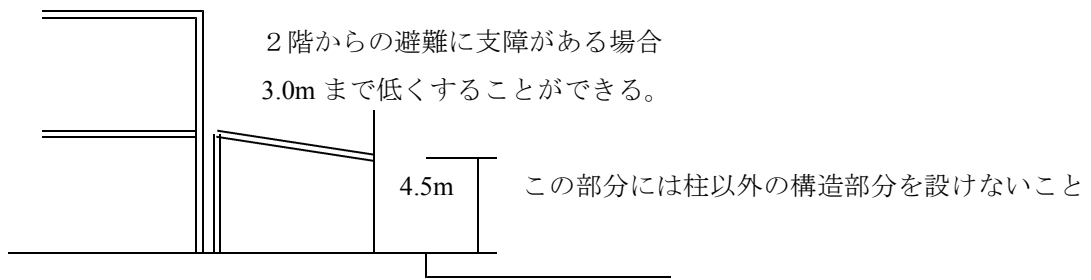 ２階からの避難に支障がある場合
3.0m まで低くすることができる。
4.5m
この部分には柱以外の構造部分を設けないこと